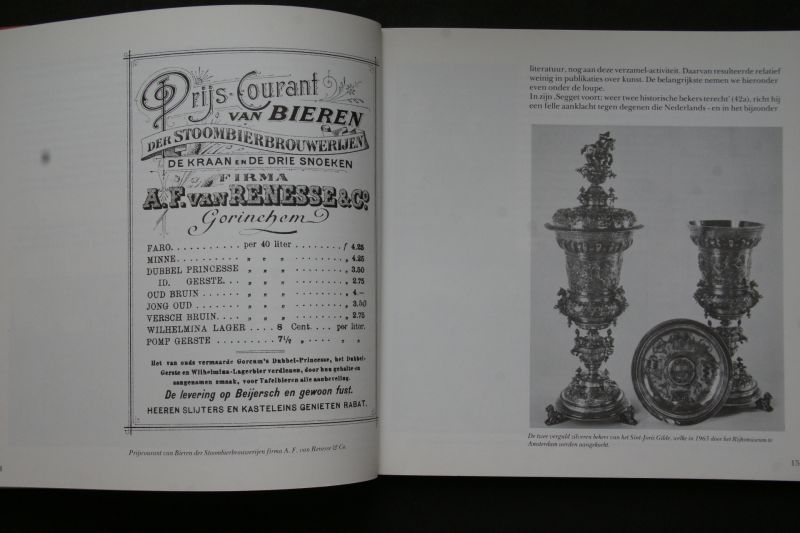 Prijs-Courant
VAN BIEREN
DER STOOMBIERBROUWERIJEN
DE KRAAN EN DE DRIE SNOEKEN
FIRMA
A. F. VAN RENESSE & Co.
Gorinchem
FARO. . . . . . . . . . per 40 liter . . . . . . . ƒ 4.25
MINNE. . . . . . . . . . „ „ „ . . . . . . . „ 4.25
DUBBEL PRINCESSE „ „ „ . . . . . . . „ 3.50
ID. GERSTE. . . „ „ „ . . . . . . . „ 2.75
OUD BRUIN . . . . . . „ „ „ . . . . . . . „ 4.—
JONG OUD . . . . . . . „ „ „ . . . . . . . „ 3.50
VERSCH BRUIN. . . . . „ „ „ . . . . . . . „ 2.75
WILHELMINA LAGER . . . . 8 Cent. . . . per liter.
POMP GERSTE . . . . . . 7½ „ . . . . „ „
Het van ouds vermaarde Gorcum's Dubbel-Princesse, het Dubbel-
Gerste en Wilhelmina-Lagerbier verdienen, door hun gehalte en
aangenamen smaak, voor Tafelbieren alle aanbeveling.
De levering op Beijersch en gewoon fust.
HEEREN SLIJTERS EN KASTELEINS GENIETEN RABAT.
Prijscourant van Bieren der Stoombierbrouwerijen firma A. F. van Renesse & Co.
literatuur, nog aan deze verzamel-activiteit. Daarvan resulteerde relatief
weinig in publikaties over kunst. De belangrijkste nemen we hieronder
even onder de loupe.
In zijn ‚Segget voort: weer twee historische bekers terecht’ (42a), richt hij
een felle aanklacht tegen degenen die Nederlands - en in het bijzonder
De twee verguld zilveren bekers van het Sint-Joris Gilde, welke in 1965 door het Rijksmuseum te
Amsterdam werden aangekocht.
15